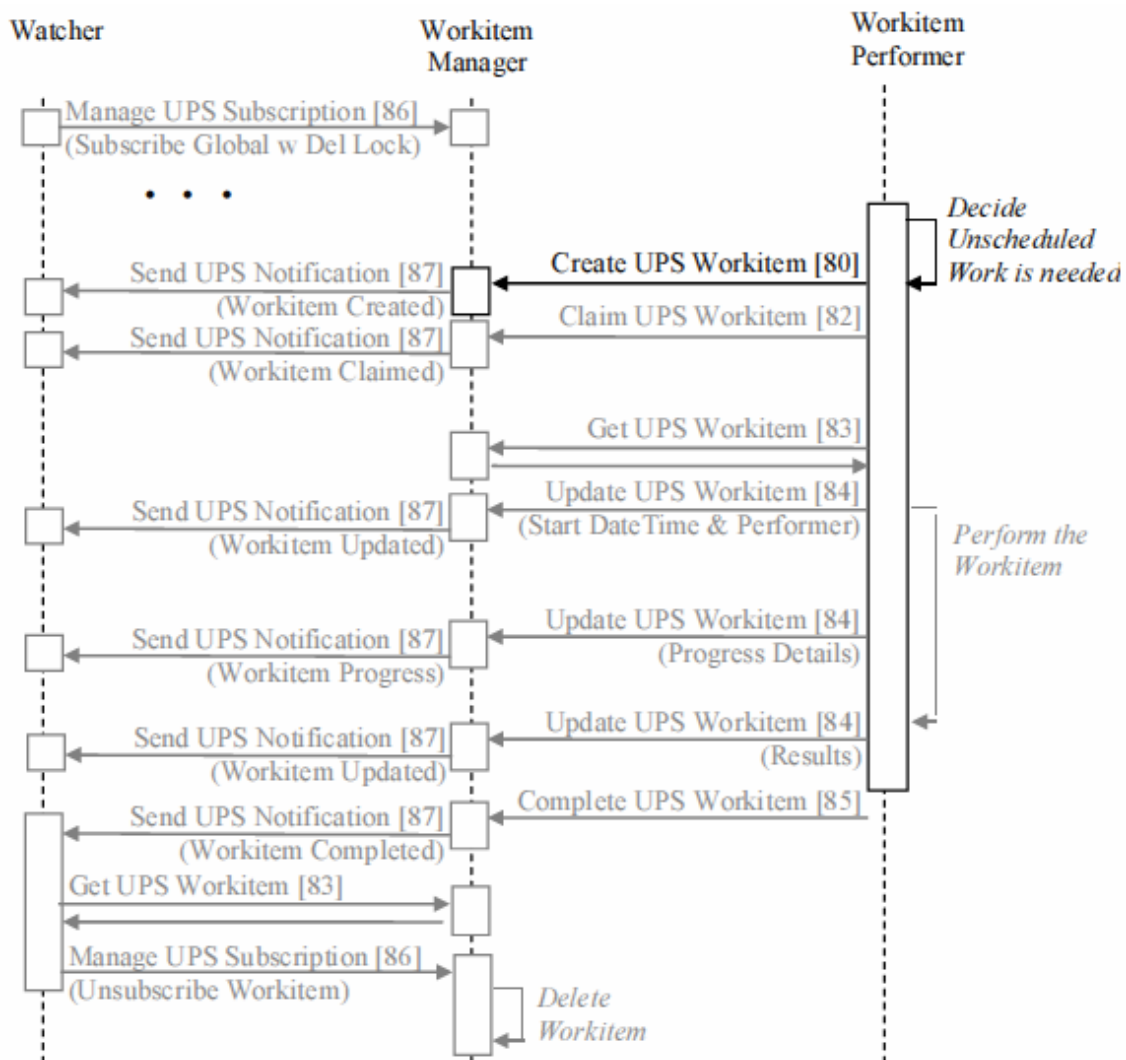 Watcher
Workitem
Manager
Workitem
Performer
Manage UPS Subscription [86]
(Subscribe Global w Del Lock)
. . .
Decide
Unscheduled
Work is needed
Send UPS Notification [87]
(Workitem Created)
Create UPS Workitem [80]
Send UPS Notification [87]
(Workitem Claimed)
Claim UPS Workitem [82]
Get UPS Workitem [83]
Send UPS Notification [87]
(Workitem Updated)
Update UPS Workitem [84]
(Start DateTime & Performer)
Perform the
Workitem
Send UPS Notification [87]
(Workitem Progress)
Update UPS Workitem [84]
(Progress Details)
Send UPS Notification [87]
(Workitem Updated)
Update UPS Workitem [84]
(Results)
Send UPS Notification [87]
(Workitem Completed)
Complete UPS Workitem [85]
Get UPS Workitem [83]
Manage UPS Subscription [86]
(Unsubscribe Workitem)
Delete
Workitem